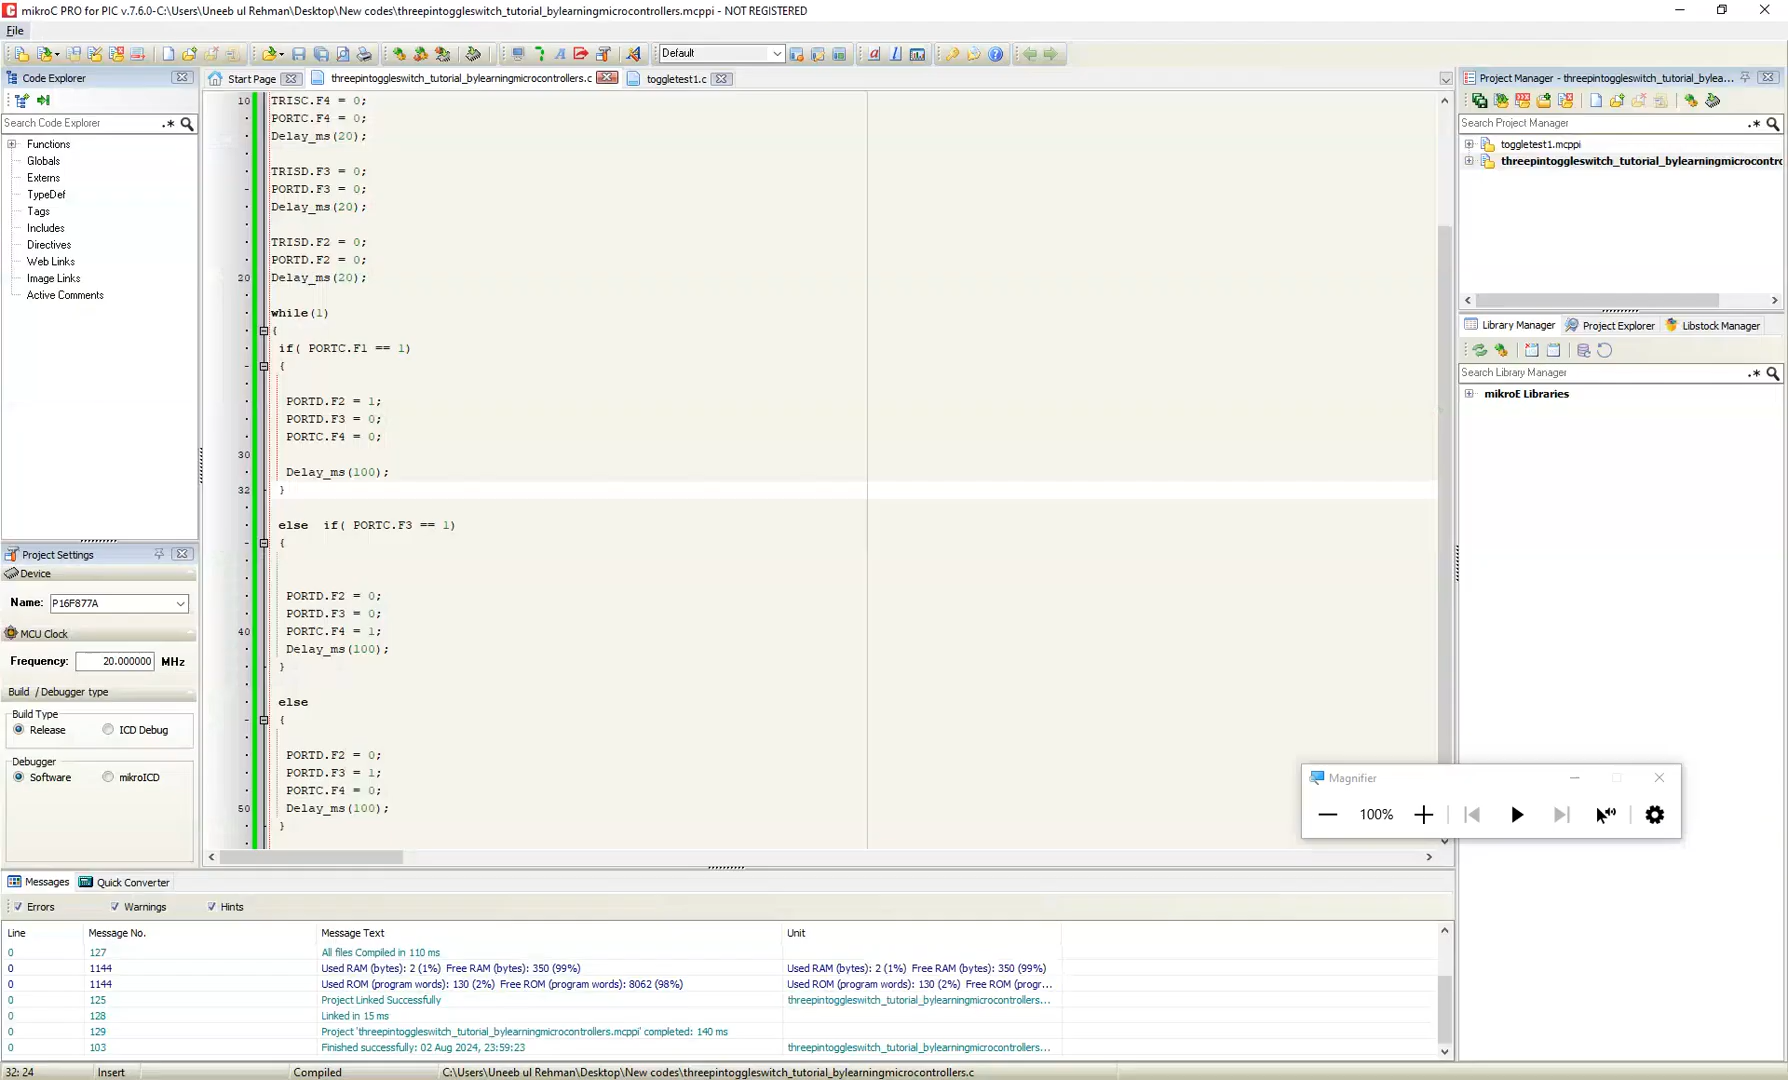 mikroC PRO for PIC v.7.6.0-C:\Users\Uneeb ul Rehman\Desktop\New codes\threepintoggleswitch_tutorial_bylearningmicrocontrollers.mcppi - NOT REGISTERED
File
Default
Code Explorer
Start Page
threepintoggleswitch_tutorial_bylearningmicrocontrollers.c
toggletest1.c
Project Manager - threepintoggleswitch_tutorial_bylea...
Search Code Explorer
Functions
Globals
Externs
TypeDef
Tags
Includes
Directives
Web Links
Image Links
Active Comments
10 TRISC.F4 = 0;
PORTC.F4 = 0;
Delay_ms(20);
TRISD.F3 = 0;
PORTD.F3 = 0;
Delay_ms(20);
TRISD.F2 = 0;
PORTD.F2 = 0;
20 Delay_ms(20);
while(1)
{
if( PORTC.F1 == 1)
{
PORTD.F2 = 1;
PORTD.F3 = 0;
PORTC.F4 = 0;
30
Delay_ms(100);
32 }
else  if( PORTC.F3 == 1)
{
PORTD.F2 = 0;
PORTD.F3 = 0;
40 PORTC.F4 = 1;
Delay_ms(100);
}
else
{
PORTD.F2 = 0;
PORTD.F3 = 1;
PORTC.F4 = 0;
50 Delay_ms(100);
}
Search Project Manager
toggletest1.mcppi
threepintoggleswitch_tutorial_bylearningmicrocontrc
Library Manager
Project Explorer
Libstock Manager
Search Library Manager
mikroE Libraries
Project Settings
Device
Name: P16F877A
MCU Clock
Frequency: 20.000000 MHz
Build / Debugger type
Build Type
Release ICD Debug
Debugger
Software mikroICD
Magnifier
100%
Messages Quick Converter
Errors Warnings Hints
Line Message No. Message Text Unit
0 127 All files Compiled in 110 ms
0 1144 Used RAM (bytes): 2 (1%)  Free RAM (bytes): 350 (99%) Used RAM (bytes): 2 (1%)  Free RAM (bytes): 350 (99%)
0 1144 Used ROM (program words): 130 (2%)  Free ROM (program words): 8062 (98%) Used ROM (program words): 130 (2%)  Free ROM (progr...
0 125 Project Linked Successfully threepintoggleswitch_tutorial_bylearningmicrocontrollers...
0 128 Linked in 15 ms
0 129 Project 'threepintoggleswitch_tutorial_bylearningmicrocontrollers.mcppi' completed: 140 ms
0 103 Finished successfully: 02 Aug 2024, 23:59:23 threepintoggleswitch_tutorial_bylearningmicrocontrollers...
32: 24 Insert Compiled C:\Users\Uneeb ul Rehman\Desktop\New codes\threepintoggleswitch_tutorial_bylearningmicrocontrollers.c